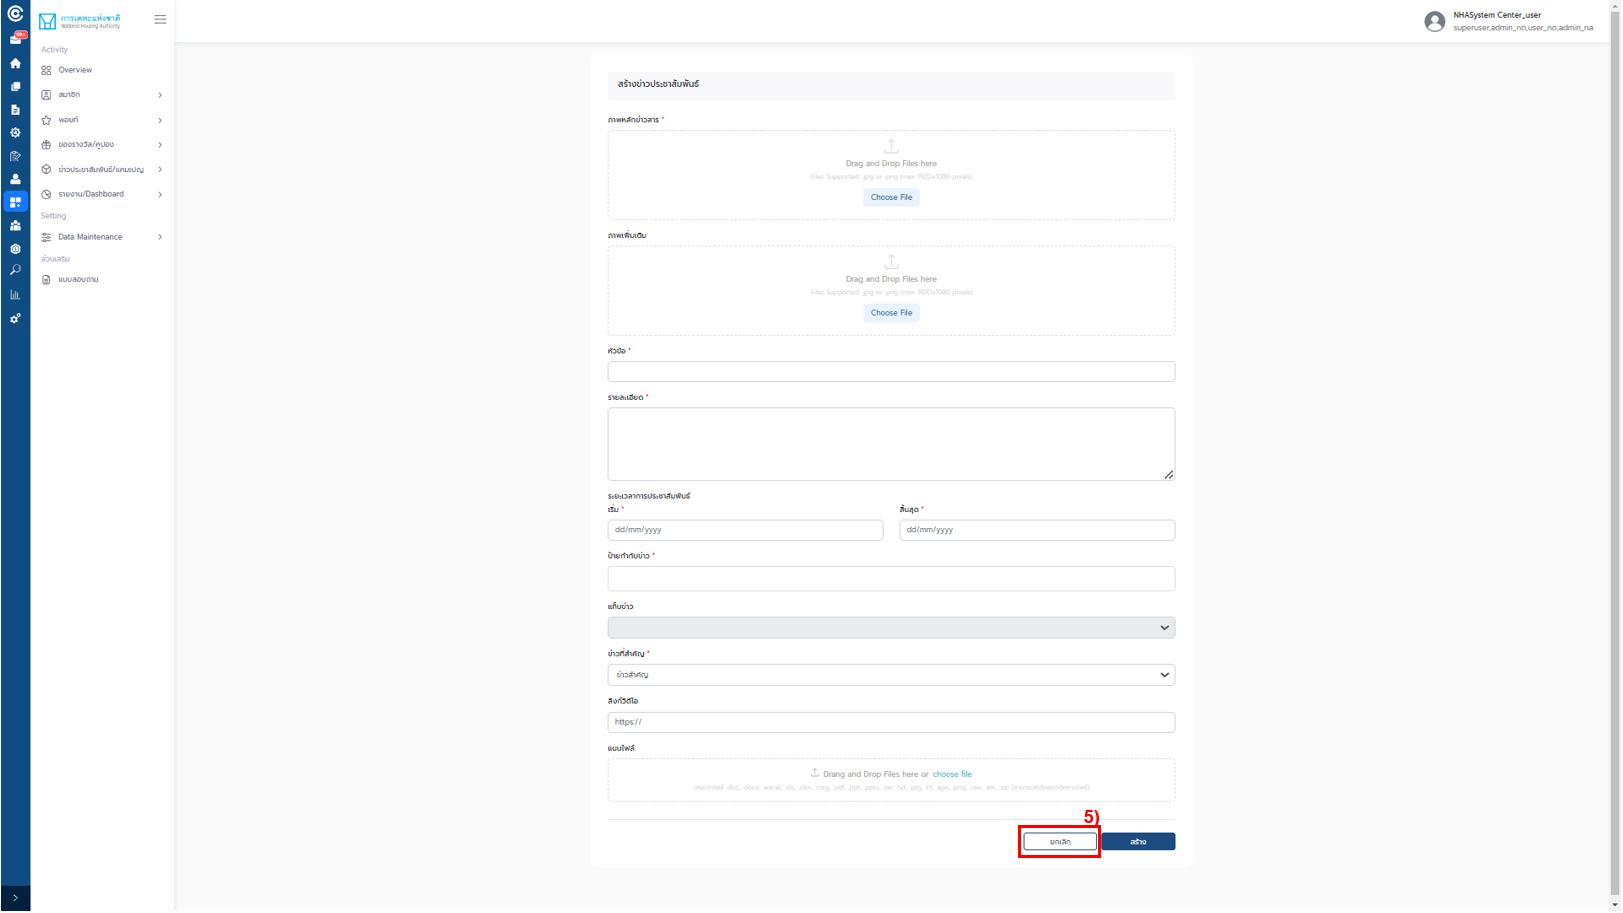 การเคหะแห่งชาติ
National Housing Authority
NHASystem Center_user
superuser,admin_no,user_no,admin_na
99+
Activity
Overview
สมาชิก
พอยท์
ของรางวัล/คูปอง
ข่าวประชาสัมพันธ์/แคมเปญ
รายงาน/Dashboard
Setting
Data Maintenance
ส่วนเสริม
แบบสอบถาม
สร้างข่าวประชาสัมพันธ์
ภาพหลักข่าวสาร *
Drag and Drop Files here
Files Supported: .jpg or .png (max 1920x1080 pixels)
Choose File
ภาพเพิ่มเติม
Drag and Drop Files here
Files Supported: .jpg or .png (max 1920x1080 pixels)
Choose File
หัวข้อ *
รายละเอียด *
ระยะเวลาการประชาสัมพันธ์
เริ่ม *
สิ้นสุด *
dd/mm/yyyy
dd/mm/yyyy
ป้ายกำกับข่าว *
แท็บข่าว
ข่าวที่สำคัญ *
ข่าวสำคัญ
ลิงก์วิดีโอ
https://
แนบไฟล์
Drang and Drop Files here or choose file
5)
ยกเลิก
สร้าง